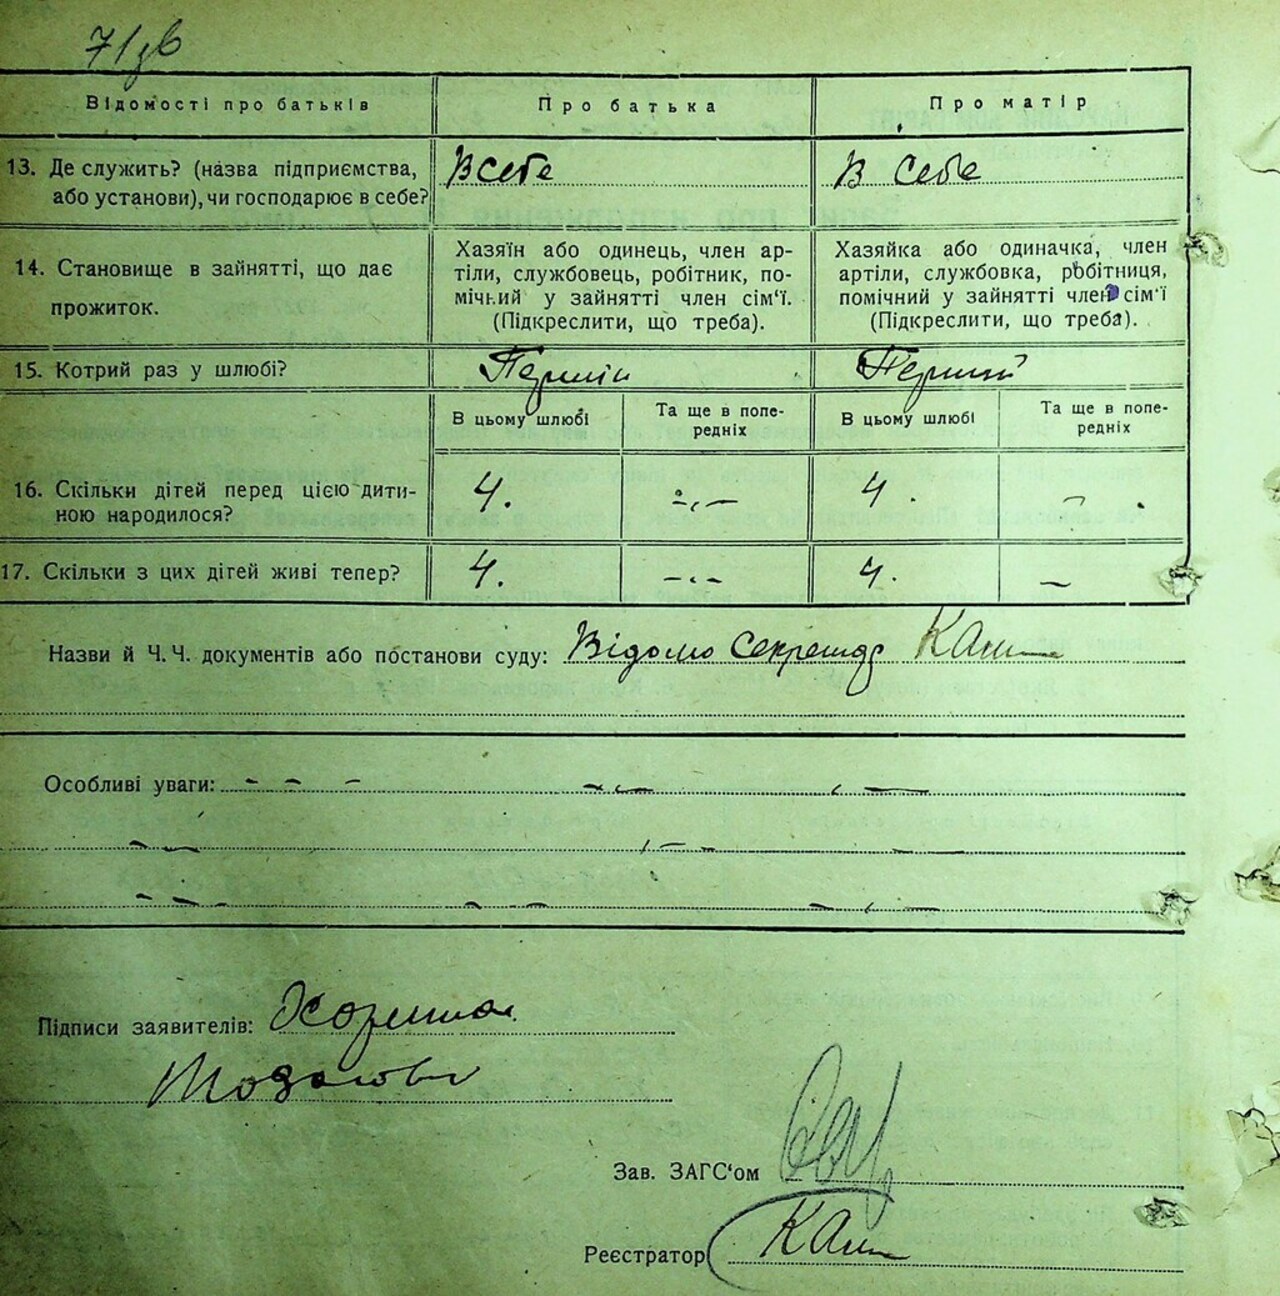 71зв
Відомості про батьків Про батька Про матір
13. Де служить? (назва підприємства, або установи), чи господарює в себе? В себе В себе
14. Становище в зайнятті, що дає прожиток.
Хазяїн або одинець, член ар-
тілі, службовець, робітник, по-
мічний у зайнятті член сім'ї.
(Підкреслити, що треба).
Хазяйка або одиначка, член
артілі, службовка, робітниця,
помічний у зайнятті член сім'ї
(Підкреслити, що треба).
15. Котрий раз у шлюбі? Перший Перший
В цьому шлюбі Та ще в попе-редніх В цьому шлюбі Та ще в попе-редніх
16. Скільки дітей перед цією дити-
ною народилося? 4. - 4. -
17. Скільки з цих дітей живі тепер? 4. - 4. -
Назви й Ч. Ч. документів або постанови суду: Відомо Секретар
Особливі уваги:
Підписи заявителів:
Зав. ЗАГС'ом
Реєстратор